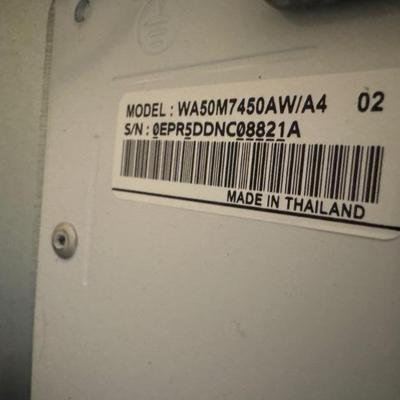 MODEL : WA50M7450AW/A4 02
S/N : 0EPR5DDNC08821A
MADE IN THAILAND